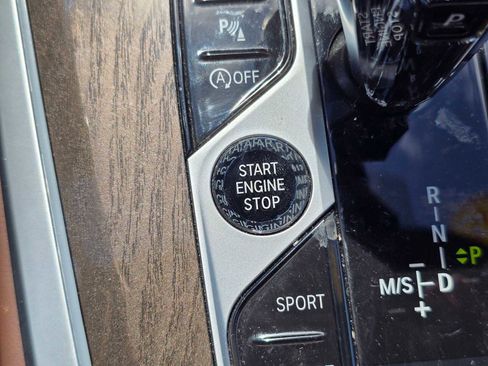 P
A OFF
START
ENGINE
STOP
SPORT
P
R
N
P
M/S D
+